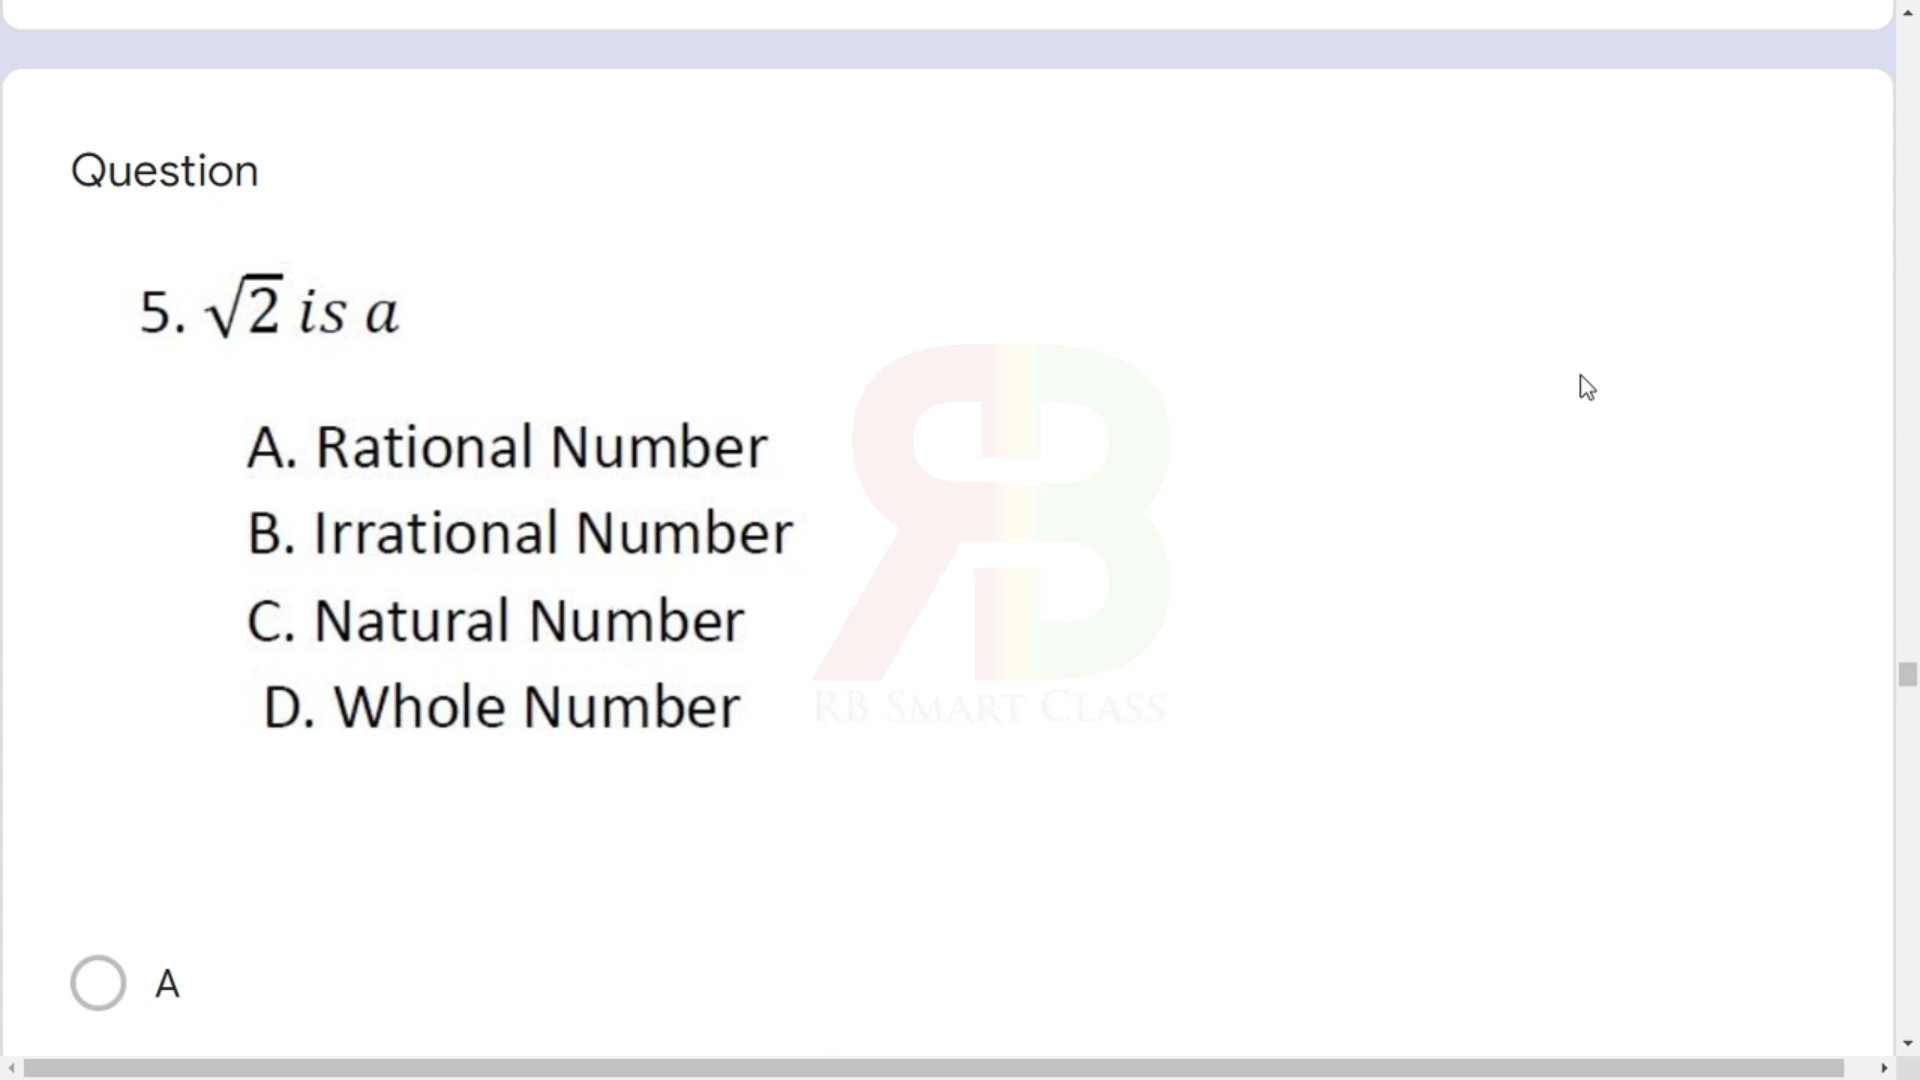 Question
5. √2 is a
A. Rational Number
B. Irrational Number
C. Natural Number
D. Whole Number
RB SMART CLASS
A